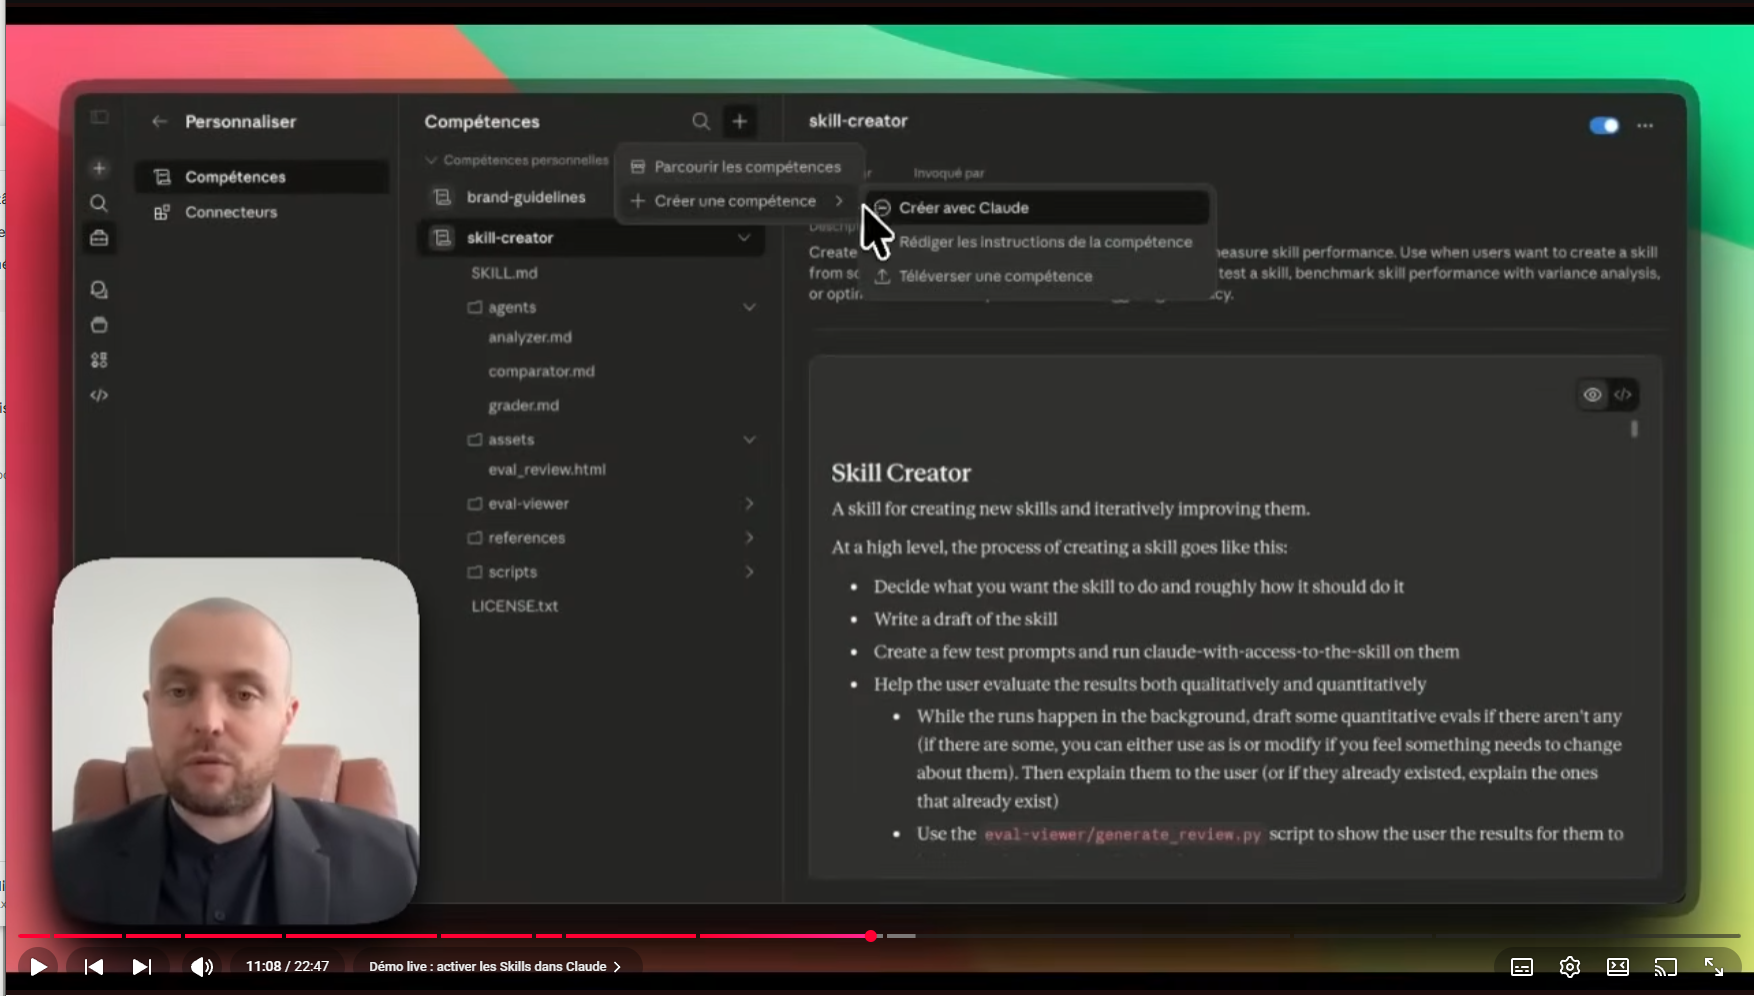 Personnaliser
Compétences
Connecteurs
Compétences
Compétences personnelles
brand-guidelines
skill-creator
SKILL.md
agents
analyzer.md
comparator.md
grader.md
assets
eval_review.html
eval-viewer
references
scripts
LICENSE.txt
Parcourir les compétences
Créer une compétence
Créer avec Claude
Rédiger les instructions de la compétence
Téléverser une compétence
skill-creator
Invoqué par
Create measure skill performance. Use when users want to create a skill
from test a skill, benchmark skill performance with variance analysis,
or
Skill Creator
A skill for creating new skills and iteratively improving them.
At a high level, the process of creating a skill goes like this:
• Decide what you want the skill to do and roughly how it should do it
• Write a draft of the skill
• Create a few test prompts and run claude-with-access-to-the-skill on them
• Help the user evaluate the results both qualitatively and quantitatively
• While the runs happen in the background, draft some quantitative evals if there aren't any
(if there are some, you can either use as is or modify if you feel something needs to change
about them). Then explain them to the user (or if they already existed, explain the ones
that already exist)
• Use the eval-viewer/generate_review.py script to show the user the results for them to
11:08 / 22:47
Démo live : activer les Skills dans Claude